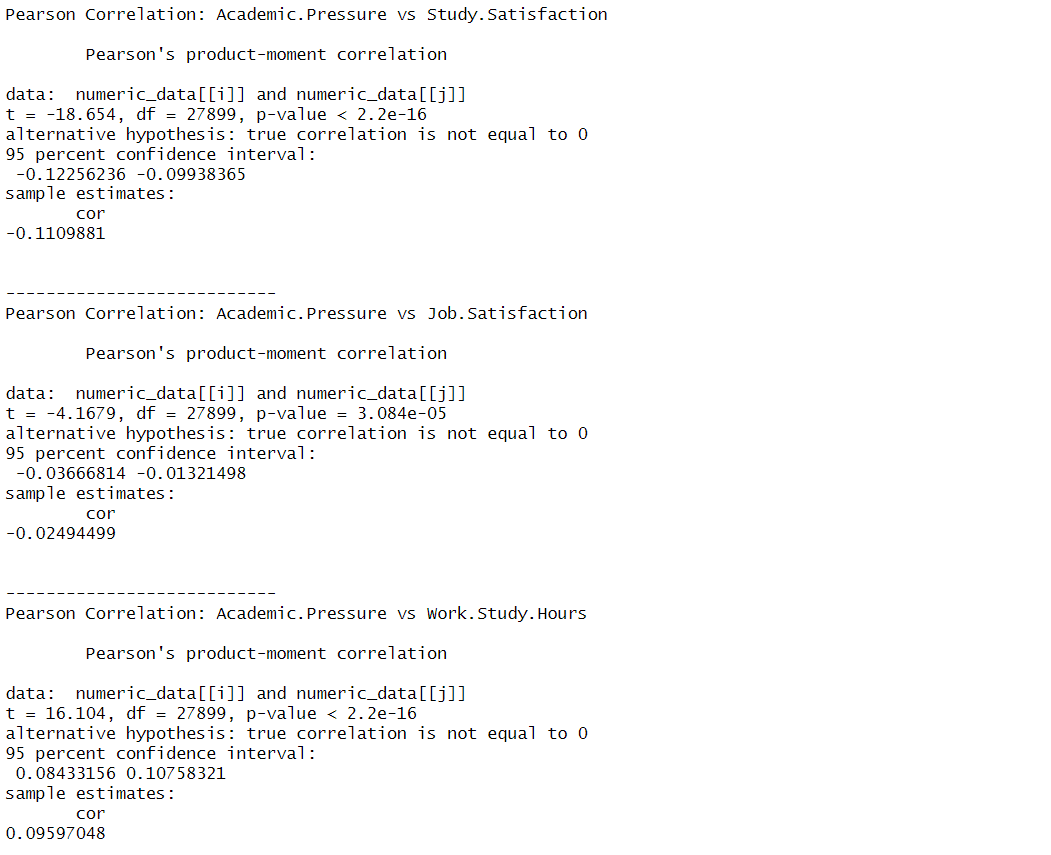 Pearson Correlation: Academic.Pressure vs Study.Satisfaction
Pearson's product-moment correlation
data:  numeric_data[[i]] and numeric_data[[j]]
t = -18.654, df = 27899, p-value < 2.2e-16
alternative hypothesis: true correlation is not equal to 0
95 percent confidence interval:
-0.12256236 -0.09938365
sample estimates:
cor
-0.1109881
---------------------------
Pearson Correlation: Academic.Pressure vs Job.Satisfaction
Pearson's product-moment correlation
data:  numeric_data[[i]] and numeric_data[[j]]
t = -4.1679, df = 27899, p-value = 3.084e-05
alternative hypothesis: true correlation is not equal to 0
95 percent confidence interval:
-0.03666814 -0.01321498
sample estimates:
cor
-0.02494499
---------------------------
Pearson Correlation: Academic.Pressure vs Work.Study.Hours
Pearson's product-moment correlation
data:  numeric_data[[i]] and numeric_data[[j]]
t = 16.104, df = 27899, p-value < 2.2e-16
alternative hypothesis: true correlation is not equal to 0
95 percent confidence interval:
0.08433156 0.10758321
sample estimates:
cor
0.09597048